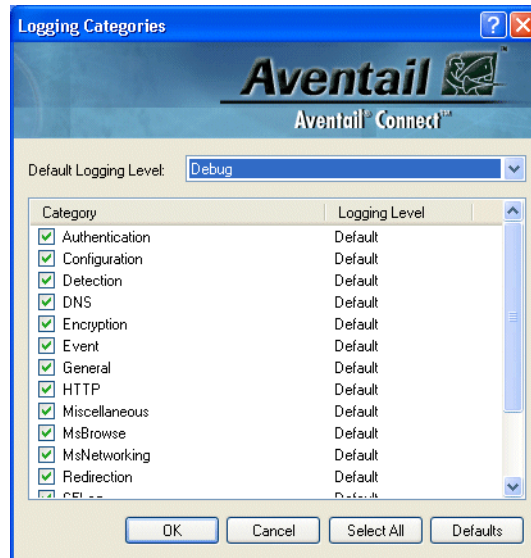 Logging Categories
Aventail™
Aventail® Connect™
Default Logging Level: Debug
Category Logging Level
Authentication Default
Configuration Default
Detection Default
DNS Default
Encryption Default
Event Default
General Default
HTTP Default
Miscellaneous Default
MsBrowse Default
MsNetworking Default
Redirection Default
OK Cancel Select All Defaults